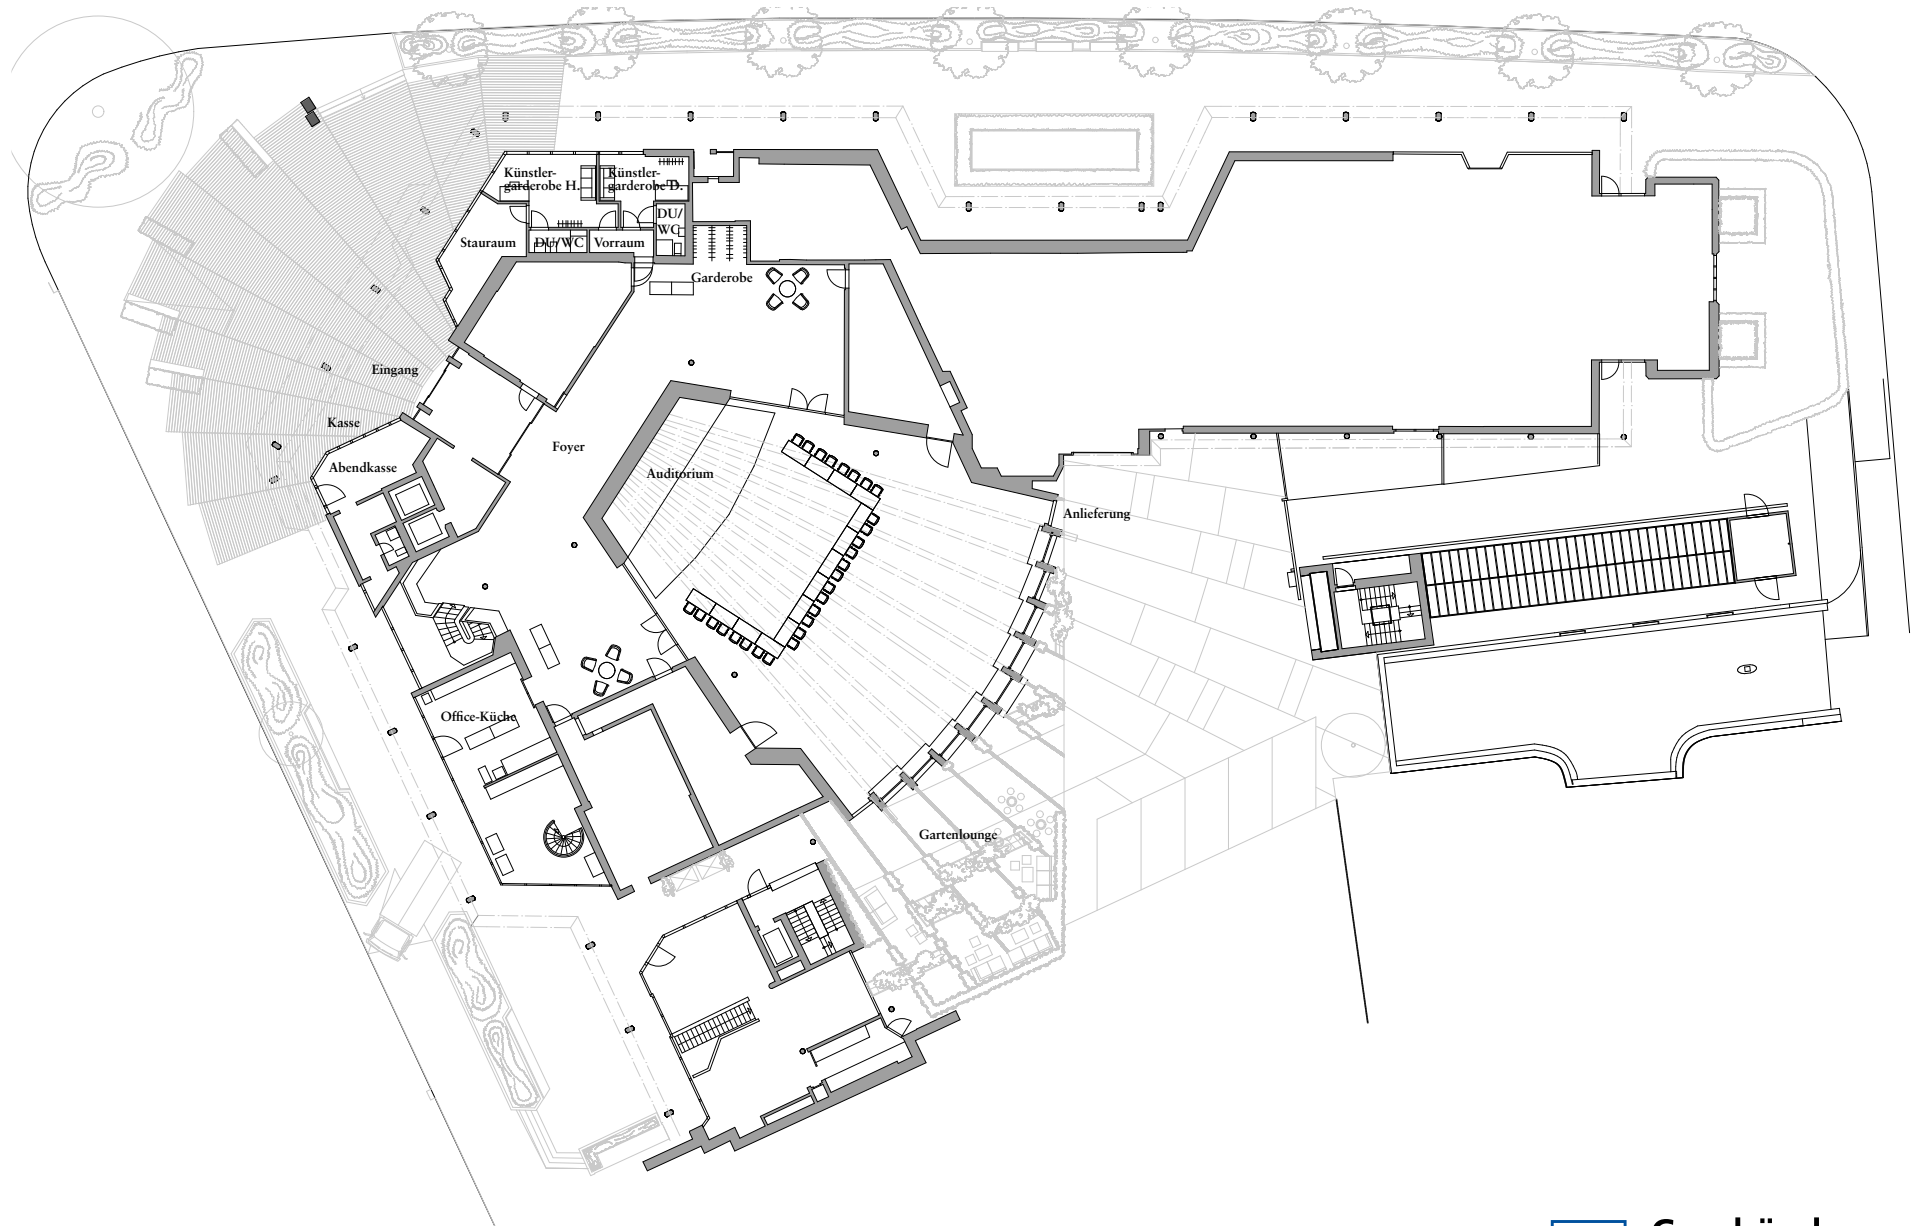 Künstler-
garderobe H.
Künstler-
garderobe D.
DU/
WC
Stauraum
DU/WC
Vorraum
Garderobe
Eingang
Kasse
Foyer
Abendkasse
Auditorium
Anlieferung
Office-Küche
Gartenlounge